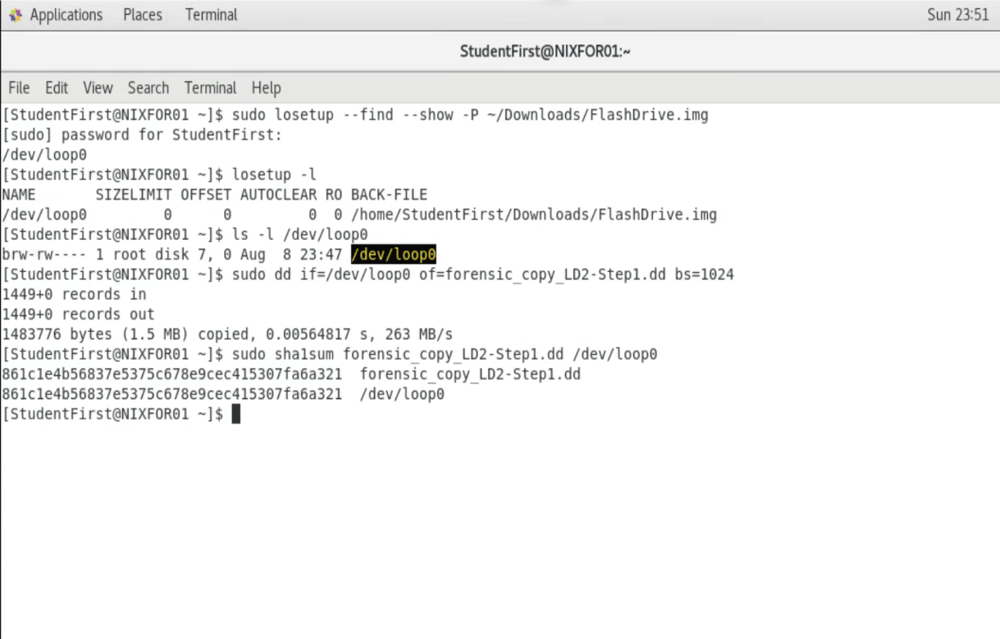 Applications Places Terminal Sun 23:51
StudentFirst@NIXFOR01:~
File Edit View Search Terminal Help
[StudentFirst@NIXFOR01 ~]$ sudo losetup --find --show -P ~/Downloads/FlashDrive.img
[sudo] password for StudentFirst:
/dev/loop0
[StudentFirst@NIXFOR01 ~]$ losetup -l
NAME       SIZELIMIT OFFSET AUTOCLEAR RO BACK-FILE
/dev/loop0         0      0         0  0 /home/StudentFirst/Downloads/FlashDrive.img
[StudentFirst@NIXFOR01 ~]$ ls -l /dev/loop0
brw-rw---- 1 root disk 7, 0 Aug  8 23:47 /dev/loop0
[StudentFirst@NIXFOR01 ~]$ sudo dd if=/dev/loop0 of=forensic_copy_LD2-Step1.dd bs=1024
1449+0 records in
1449+0 records out
1483776 bytes (1.5 MB) copied, 0.00564817 s, 263 MB/s
[StudentFirst@NIXFOR01 ~]$ sudo sha1sum forensic_copy_LD2-Step1.dd /dev/loop0
861c1e4b56837e5375c678e9cec415307fa6a321  forensic_copy_LD2-Step1.dd
861c1e4b56837e5375c678e9cec415307fa6a321  /dev/loop0
[StudentFirst@NIXFOR01 ~]$